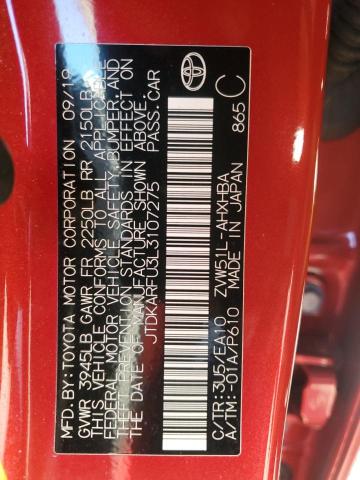 MFD.BY:TOYOTA MOTOR CORPORATION 09/19
GVWR 3945LB GAWR FR 2250LB RR 2150LB
THIS VEHICLE CONFORMS TO ALL APPLICABLE
FEDERAL MOTOR VEHICLE SAFETY,BUMPER,AND
THEFT PREVENTION STANDARDS IN EFFECT ON
THE DATE OF MANUFACTURE SHOWN ABOVE.
JTDKARFU3L3107275 PASS.CAR
C/TR:3U5/EA10 ZVW51L-AHXHBA
A/TM:-01A/P610 MADE IN JAPAN
865
C
TOYOTA